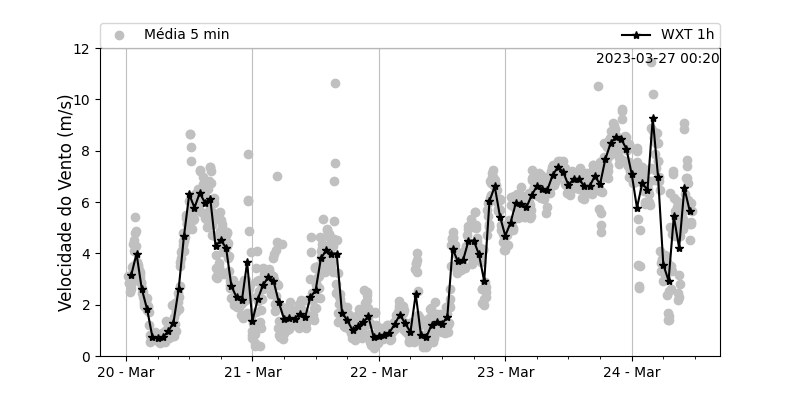 Média 5 min
WXT 1h
2023-03-27 00:20
Velocidade do Vento (m/s)
12
10
8
6
4
2
0
20 - Mar
21 - Mar
22 - Mar
23 - Mar
24 - Mar